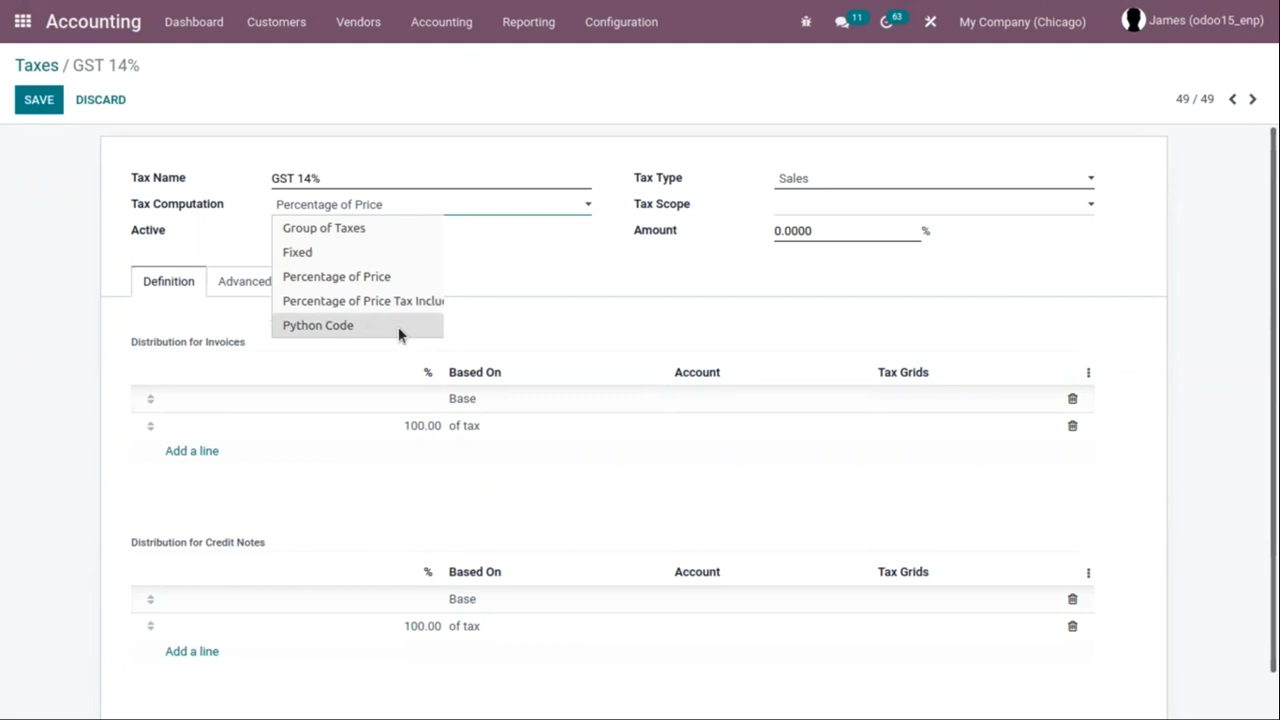 Accounting Dashboard Customers Vendors Accounting Reporting Configuration 11 63 My Company (Chicago) James (odoo15_enp)
Taxes / GST 14%
SAVE DISCARD 49 / 49
Tax Name GST 14% Tax Type Sales
Tax Computation Percentage of Price Tax Scope
Active Group of Taxes Amount 0.0000 %
Fixed
Definition Advanced Percentage of Price
Percentage of Price Tax Inclu
Python Code
Distribution for Invoices
% Based On Account Tax Grids
Base
100.00 of tax
Add a line
Distribution for Credit Notes
% Based On Account Tax Grids
Base
100.00 of tax
Add a line